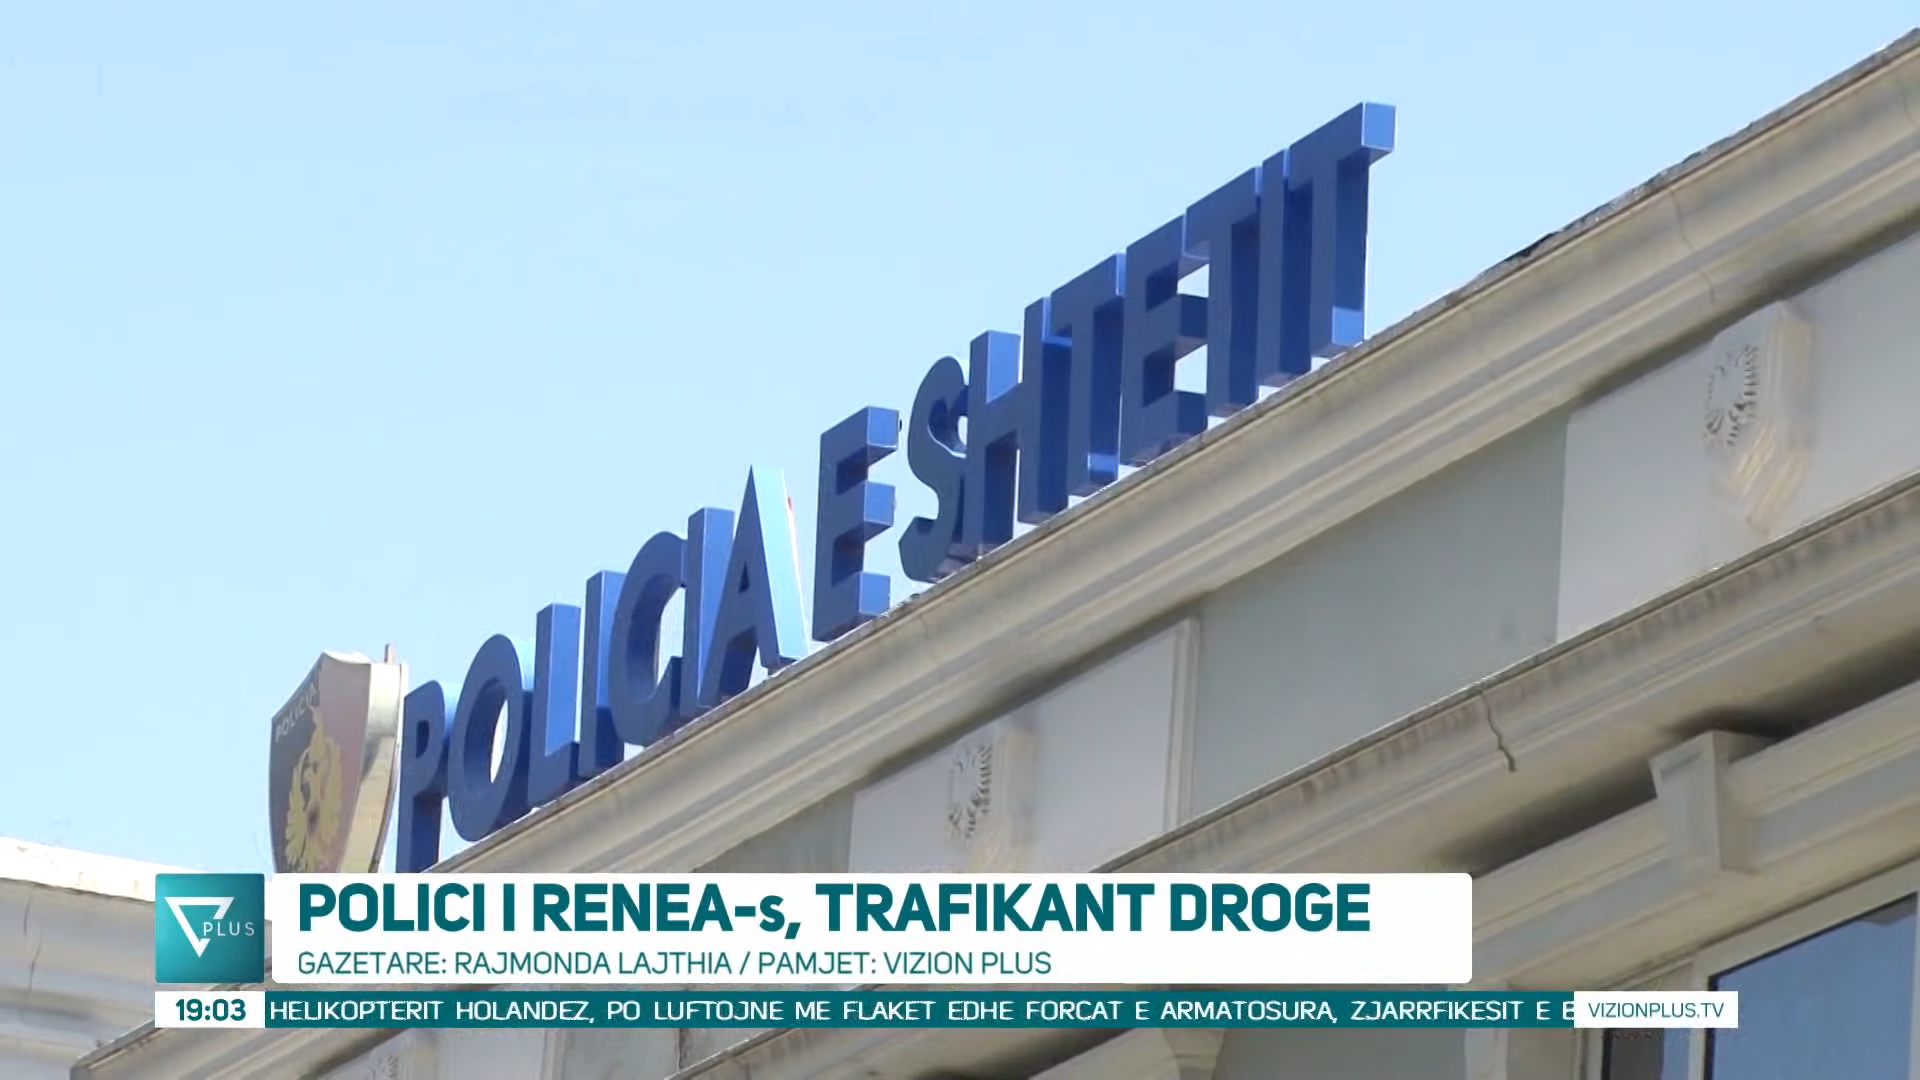 POLICIA E SHTETIT
POLICIA
PLUS
POLICI I RENEA-s, TRAFIKANT DROGE
GAZETARE: RAJMONDA LAJTHIA / PAMJET: VIZION PLUS
19:03 HELIKOPTERIT HOLANDEZ, PO LUFTOJNE ME FLAKET EDHE FORCAT E ARMATOSURA, ZJARRFIKESIT E VIZIONPLUS.TV